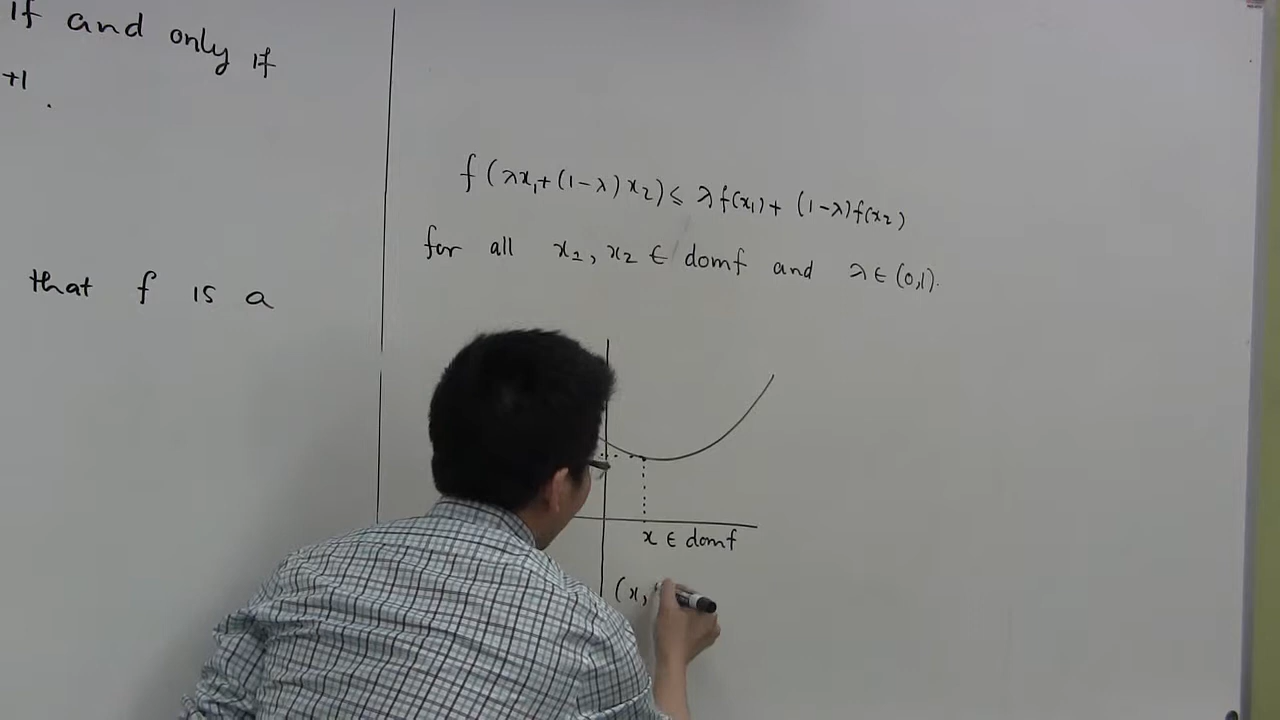 If and only if
+1.
that f is a
f(λx₁+(1-λ)x₂)≤ λf(x₁)+ (1-λ)f(x₂)
for all x₁, x₂ ∈ domf and λ∈(0,1).
x ∈ domf
(x,